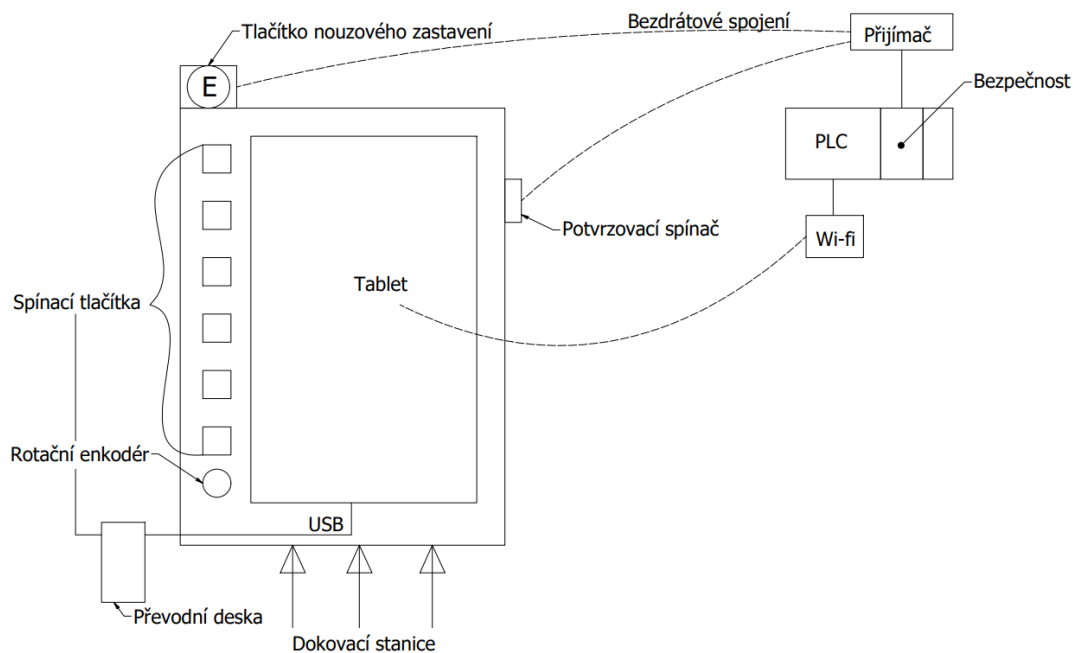 Tlačítko nouzového zastavení
Bezdrátové spojení
Přijímač
E
Bezpečnost
PLC
Potvrzovací spínač
Wi-fi
Tablet
Spínací tlačítka
Rotační enkodér
USB
Převodní deska
Dokovací stanice